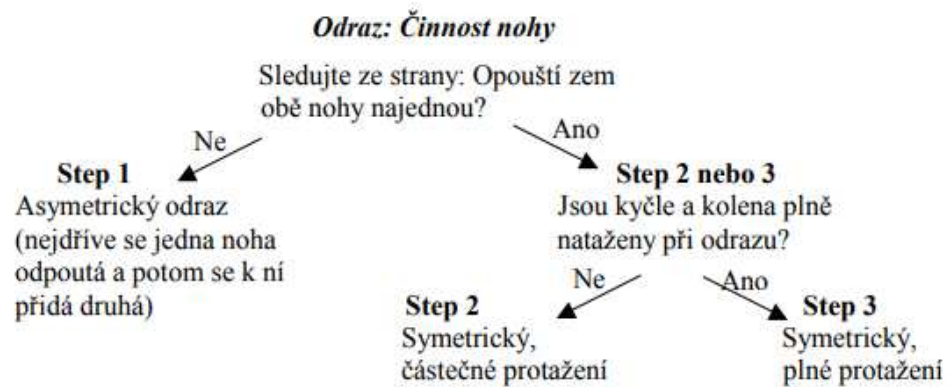 Odraz: Činnost nohy
Sledujte ze strany: Opouští zem
obě nohy najednou?
Ne
Ano
Step 1
Asymetrický odraz
(nejdříve se jedna noha
odpoutá a potom se k ní
přidá druhá)
Step 2 nebo 3
Jsou kyčle a kolena plně
nataženy při odrazu?
Ne
Ano
Step 2
Symetrický,
částečné protažení
Step 3
Symetrický,
plné protažení